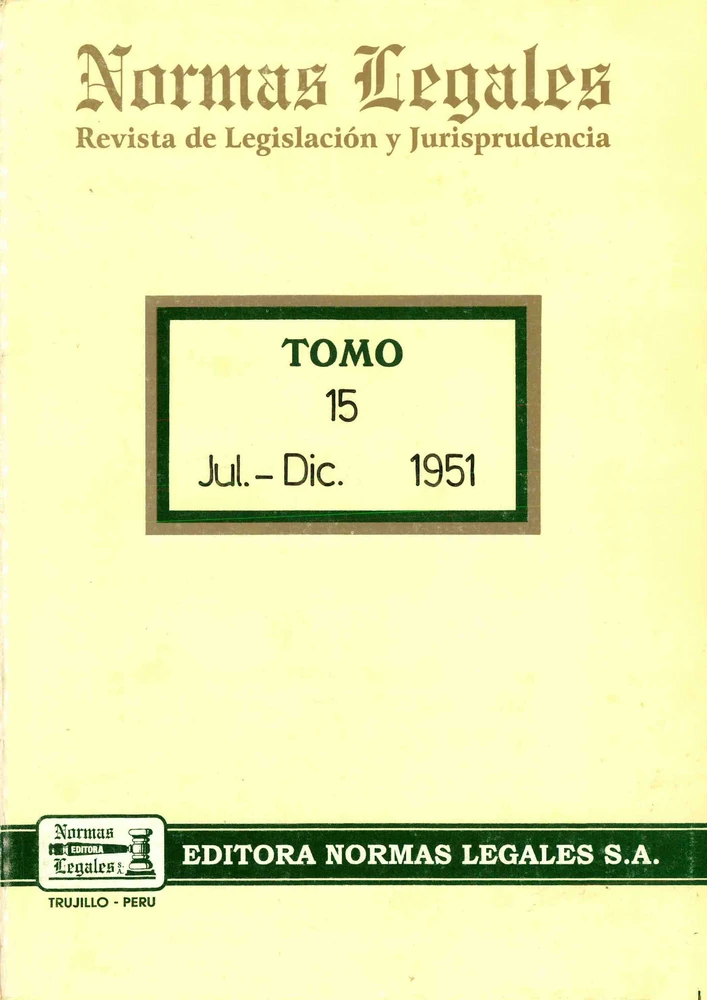 Normas Legales
Revista de Legislación y Jurisprudencia
TOMO
15
Jul. - Dic. 1951
Normas
EDITORA
Legales S.A.
EDITORA NORMAS LEGALES S.A.
TRUJILLO - PERU